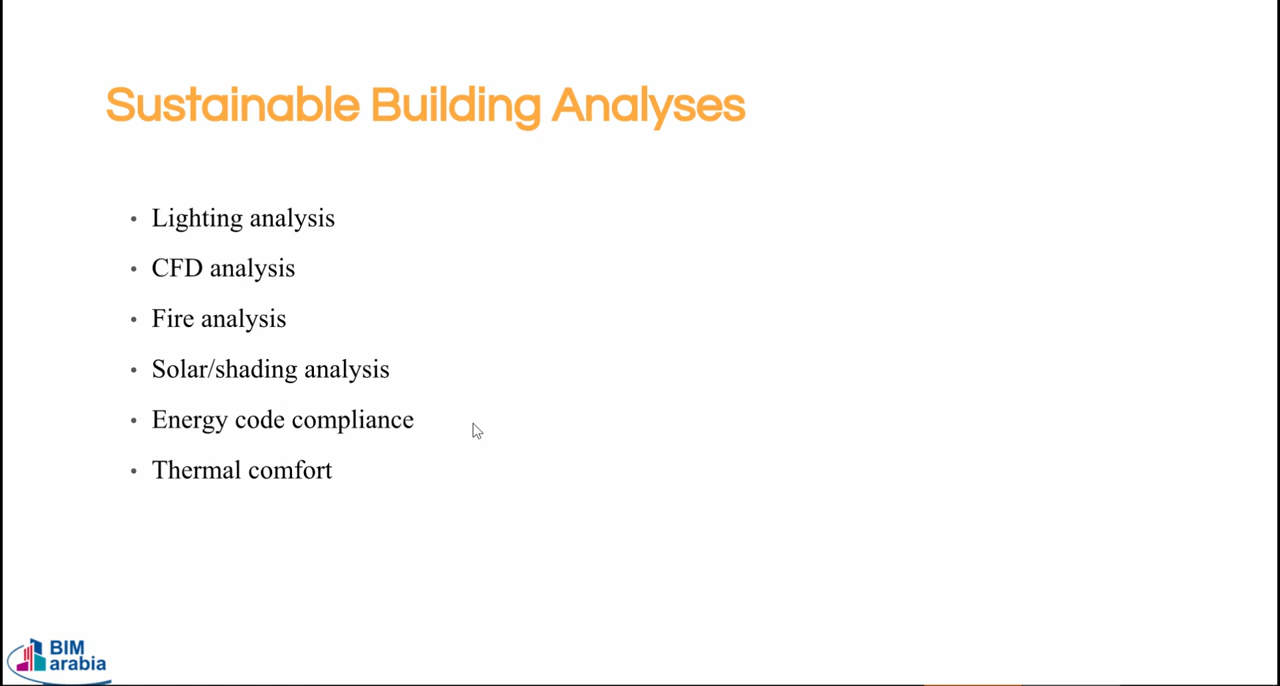 Sustainable Building Analyses
• Lighting analysis
• CFD analysis
• Fire analysis
• Solar/shading analysis
• Energy code compliance
• Thermal comfort
BIM
arabia